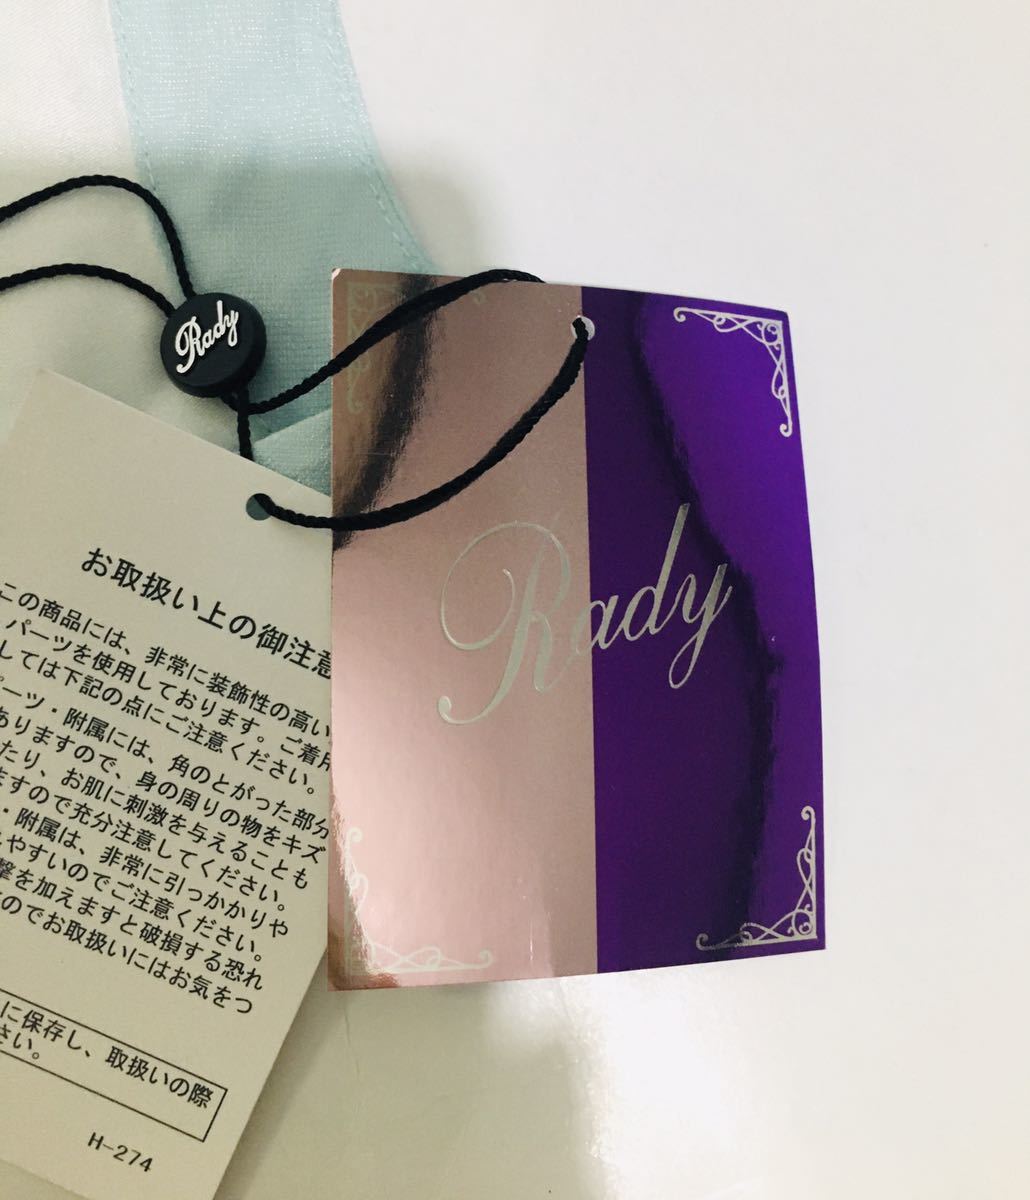 Rady
Rady
お取扱い上の御注意
この商品には、非常に装飾性の高い
パーツを使用しております。ご着用
しては下記の点にご注意ください。
パーツ・附属には、角のとがった部分
ありますので、身の周りの物をキズ
たり、お肌に刺激を与えることも
ますので充分注意してください。
・附属は、非常に引っかかりや
やすいのでご注意ください。
撃を加えますと破損する恐れ
のでお取扱いにはお気をつ
に保存し、取扱いの際
さい。
H-274